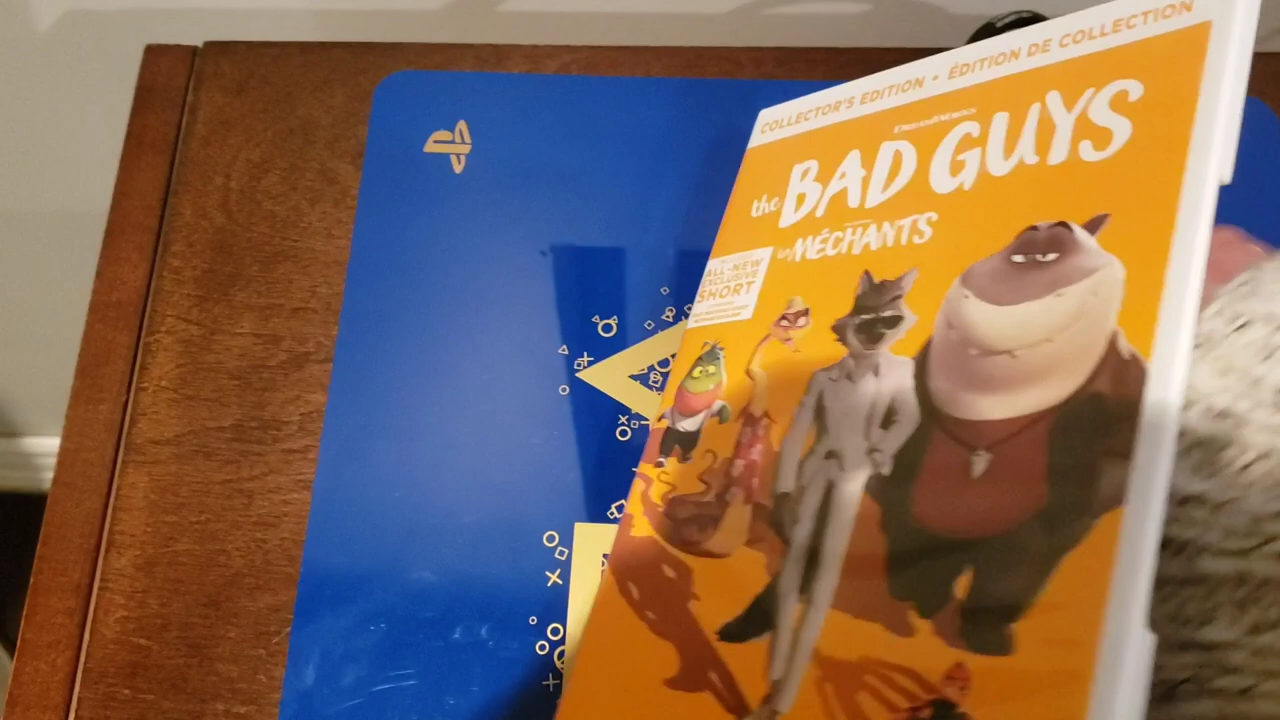 COLLECTOR'S EDITION • ÉDITION DE COLLECTION
DREAMWORKS
the BAD GUYS
les MÉCHANTS
ALL-NEW
EXCLUSIVE
SHORT